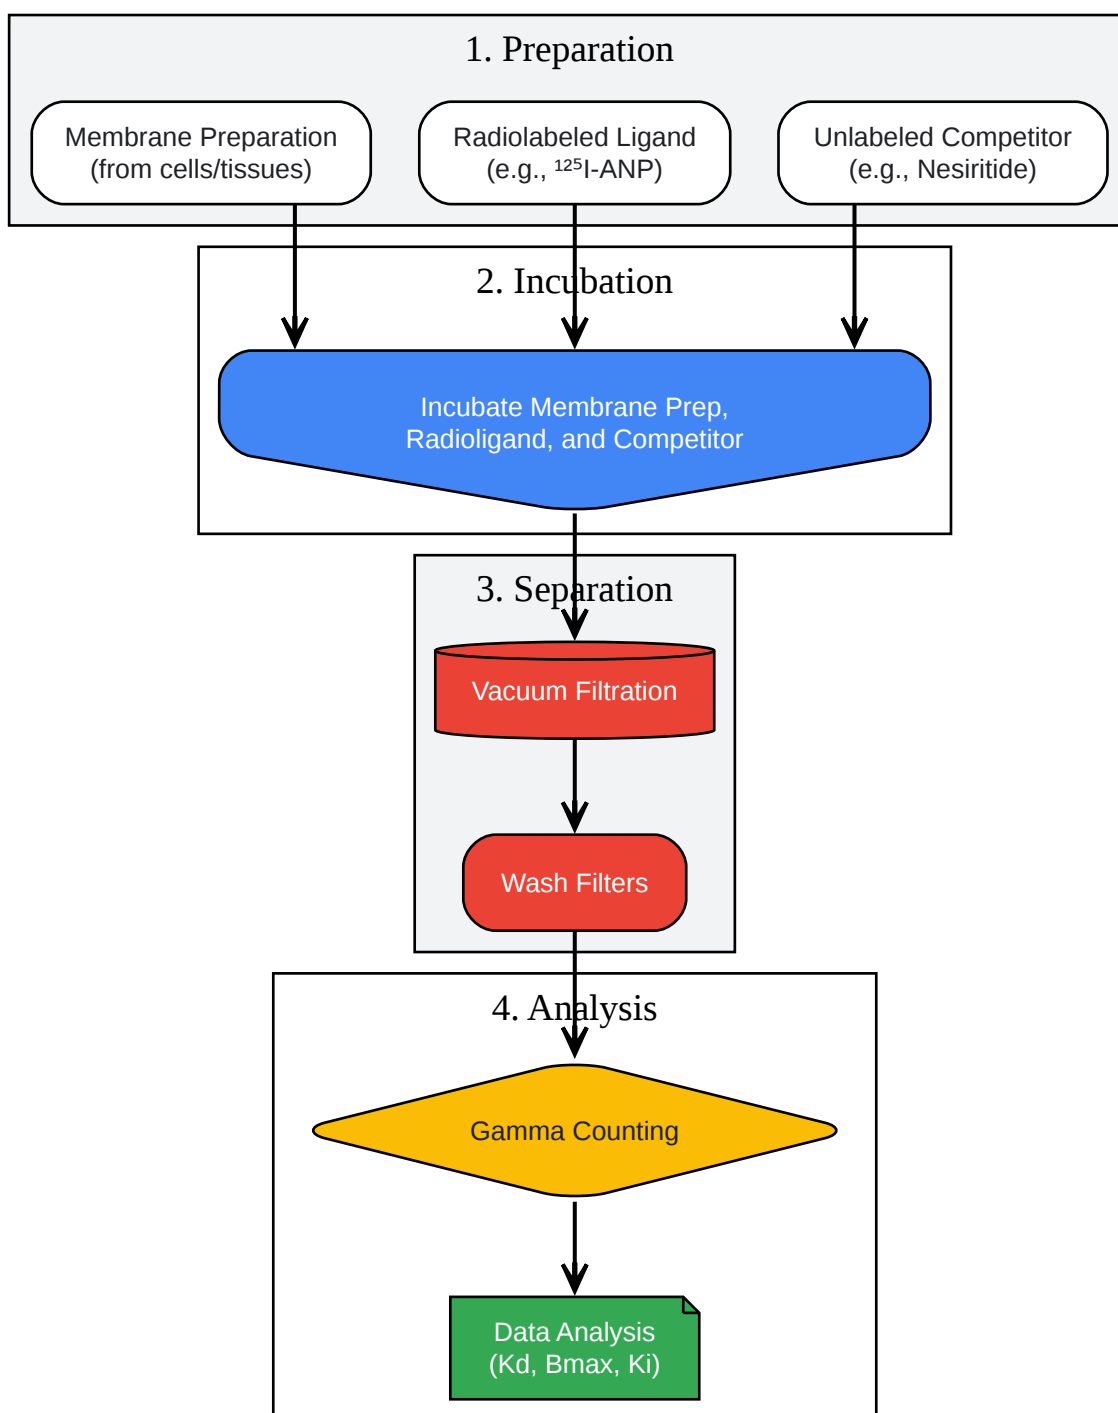 1. Preparation
Membrane Preparation
(from cells/tissues)
Radiolabeled Ligand
(e.g., ¹²⁵I-ANP)
Unlabeled Competitor
(e.g., Nesiritide)
2. Incubation
Incubate Membrane Prep,
Radioligand, and Competitor
3. Separation
Vacuum Filtration
Wash Filters
4. Analysis
Gamma Counting
Data Analysis
(Kd, Bmax, Ki)